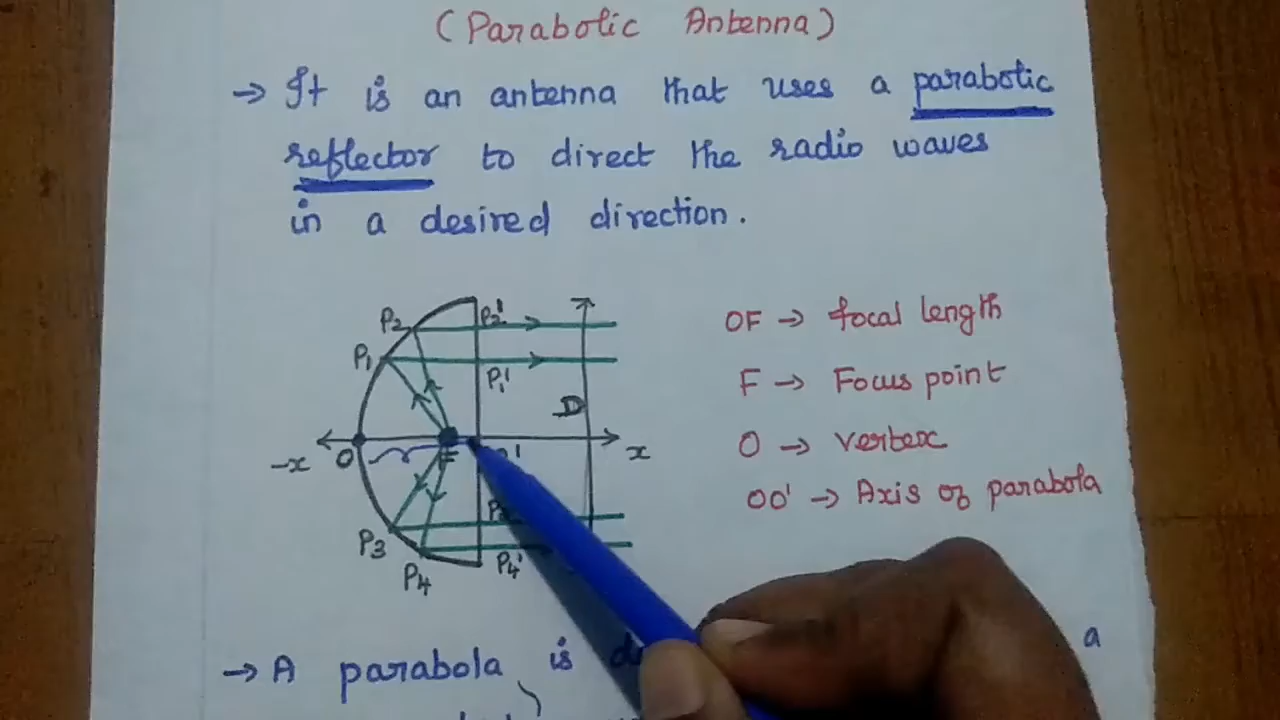 (Parabolic Antenna)
→ It is an antenna that uses a parabolic
reflector to direct the radio waves
in a desired direction.
P2 P2'
P1 P1'
D
-x O F x
P3
P4 P4'
OF → focal length
F → Focus point
O → vertex
OO' → Axis of parabola
→ A parabola is a